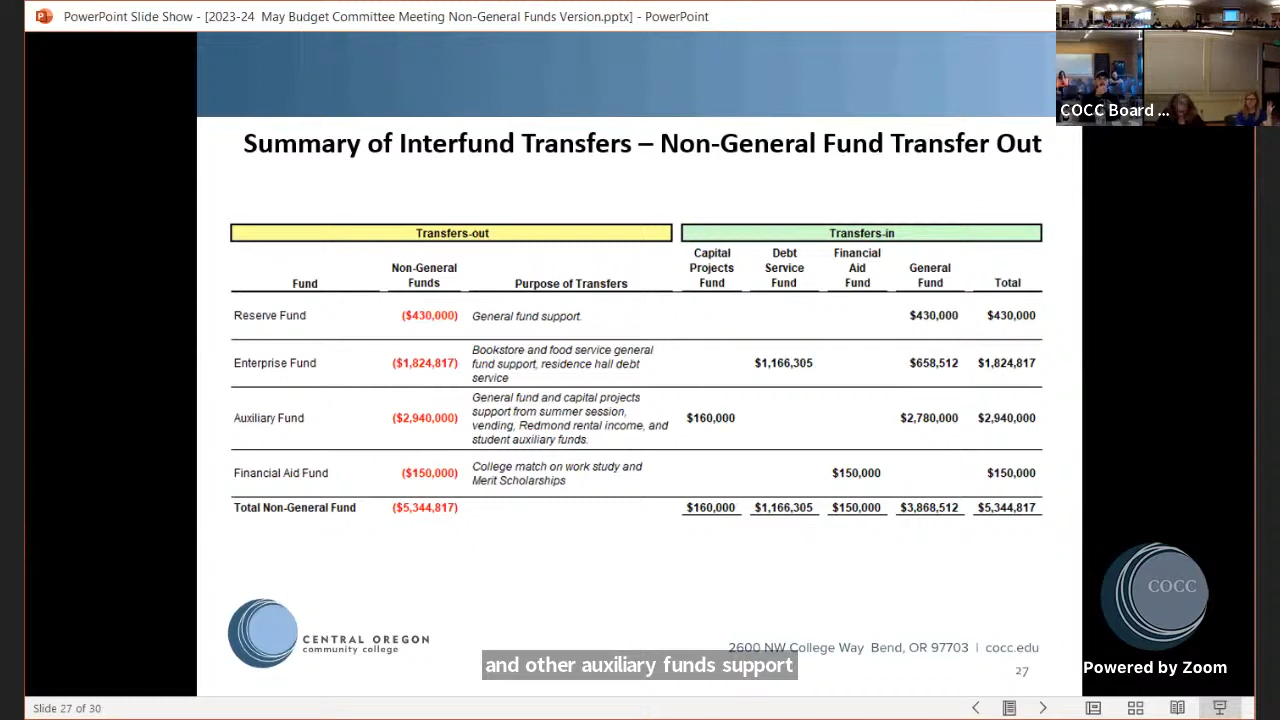 PowerPoint Slide Show - [2023-24  May Budget Committee Meeting Non-General Funds Version.pptx] - PowerPoint
COCC Board ...
Summary of Interfund Transfers – Non-General Fund Transfer Out
Transfers-out Transfers-in
Fund Non-General Funds Purpose of Transfers Capital Projects Fund Debt Service Fund Financial Aid Fund General Fund Total
Reserve Fund ($430,000) General fund support. $430,000 $430,000
Enterprise Fund ($1,824,817) Bookstore and food service general fund support, residence hall debt service $1,166,305 $658,512 $1,824,817
Auxiliary Fund ($2,940,000) General fund and capital projects support from summer session, vending, Redmond rental income, and student auxiliary funds. $160,000 $2,780,000 $2,940,000
Financial Aid Fund ($150,000) College match on work study and Merit Scholarships $150,000 $150,000
Total Non-General Fund ($5,344,817) $160,000 $1,166,305 $150,000 $3,868,512 $5,344,817
COCC
CENTRAL OREGON
community college
2600 NW College Way  Bend, OR 97703 | cocc.edu
and other auxiliary funds support
27
Powered by Zoom
Slide 27 of 30